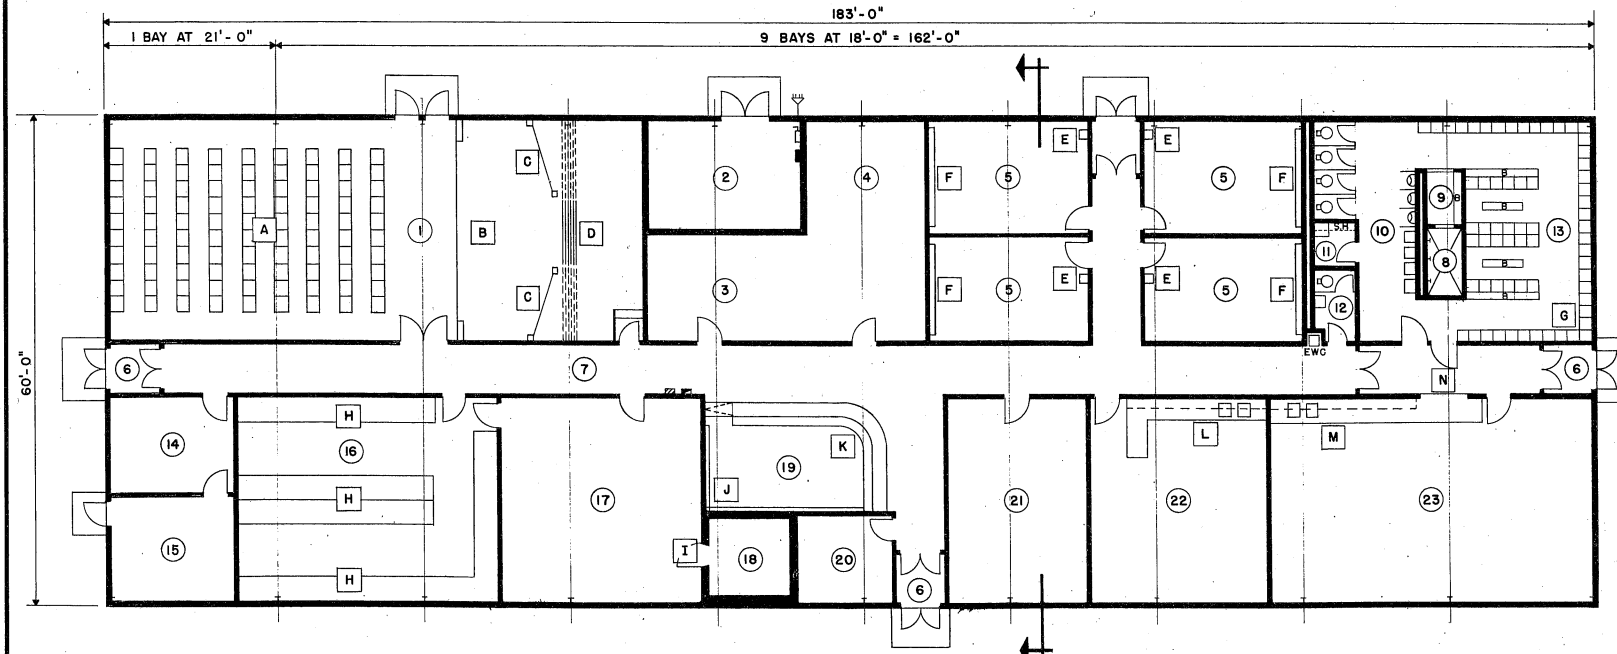 183'-0"
1 BAY AT 21'-0"
9 BAYS AT 18'-0" = 162'-0"
60'-0"
E E
C 2 4 F 5 5 F B
9 B
B
A 1 B D S.H. 10 13
11 8
B
3 F 5 E E 5 F
C 12 B
G
EWC
6 7 N 6
H K L M
14 16
19
J
H 17 21 22 23
15 I 18 20
H 6